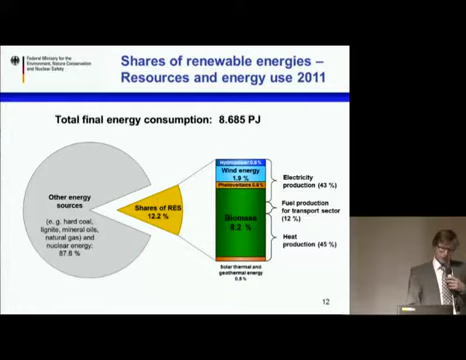 Federal Ministry for the
Environment, Nature Conservation
and Nuclear Safety
Shares of renewable energies –
Resources and energy use 2011
Total final energy consumption: 8.685 PJ
Other energy
sources
(e. g. hard coal,
lignite, mineral oils,
natural gas) and
nuclear energy:
87.8 %
Shares of RES
12.2 %
Hydropower 0.8 %
Wind energy
1.9 %
Photovoltaics 0.8 %
Biomass
8.2 %
Solar thermal and
geothermal energy
0.5 %
Electricity
production (43 %)
Fuel production
for transport sector
(12 %)
Heat
production (45 %)
12